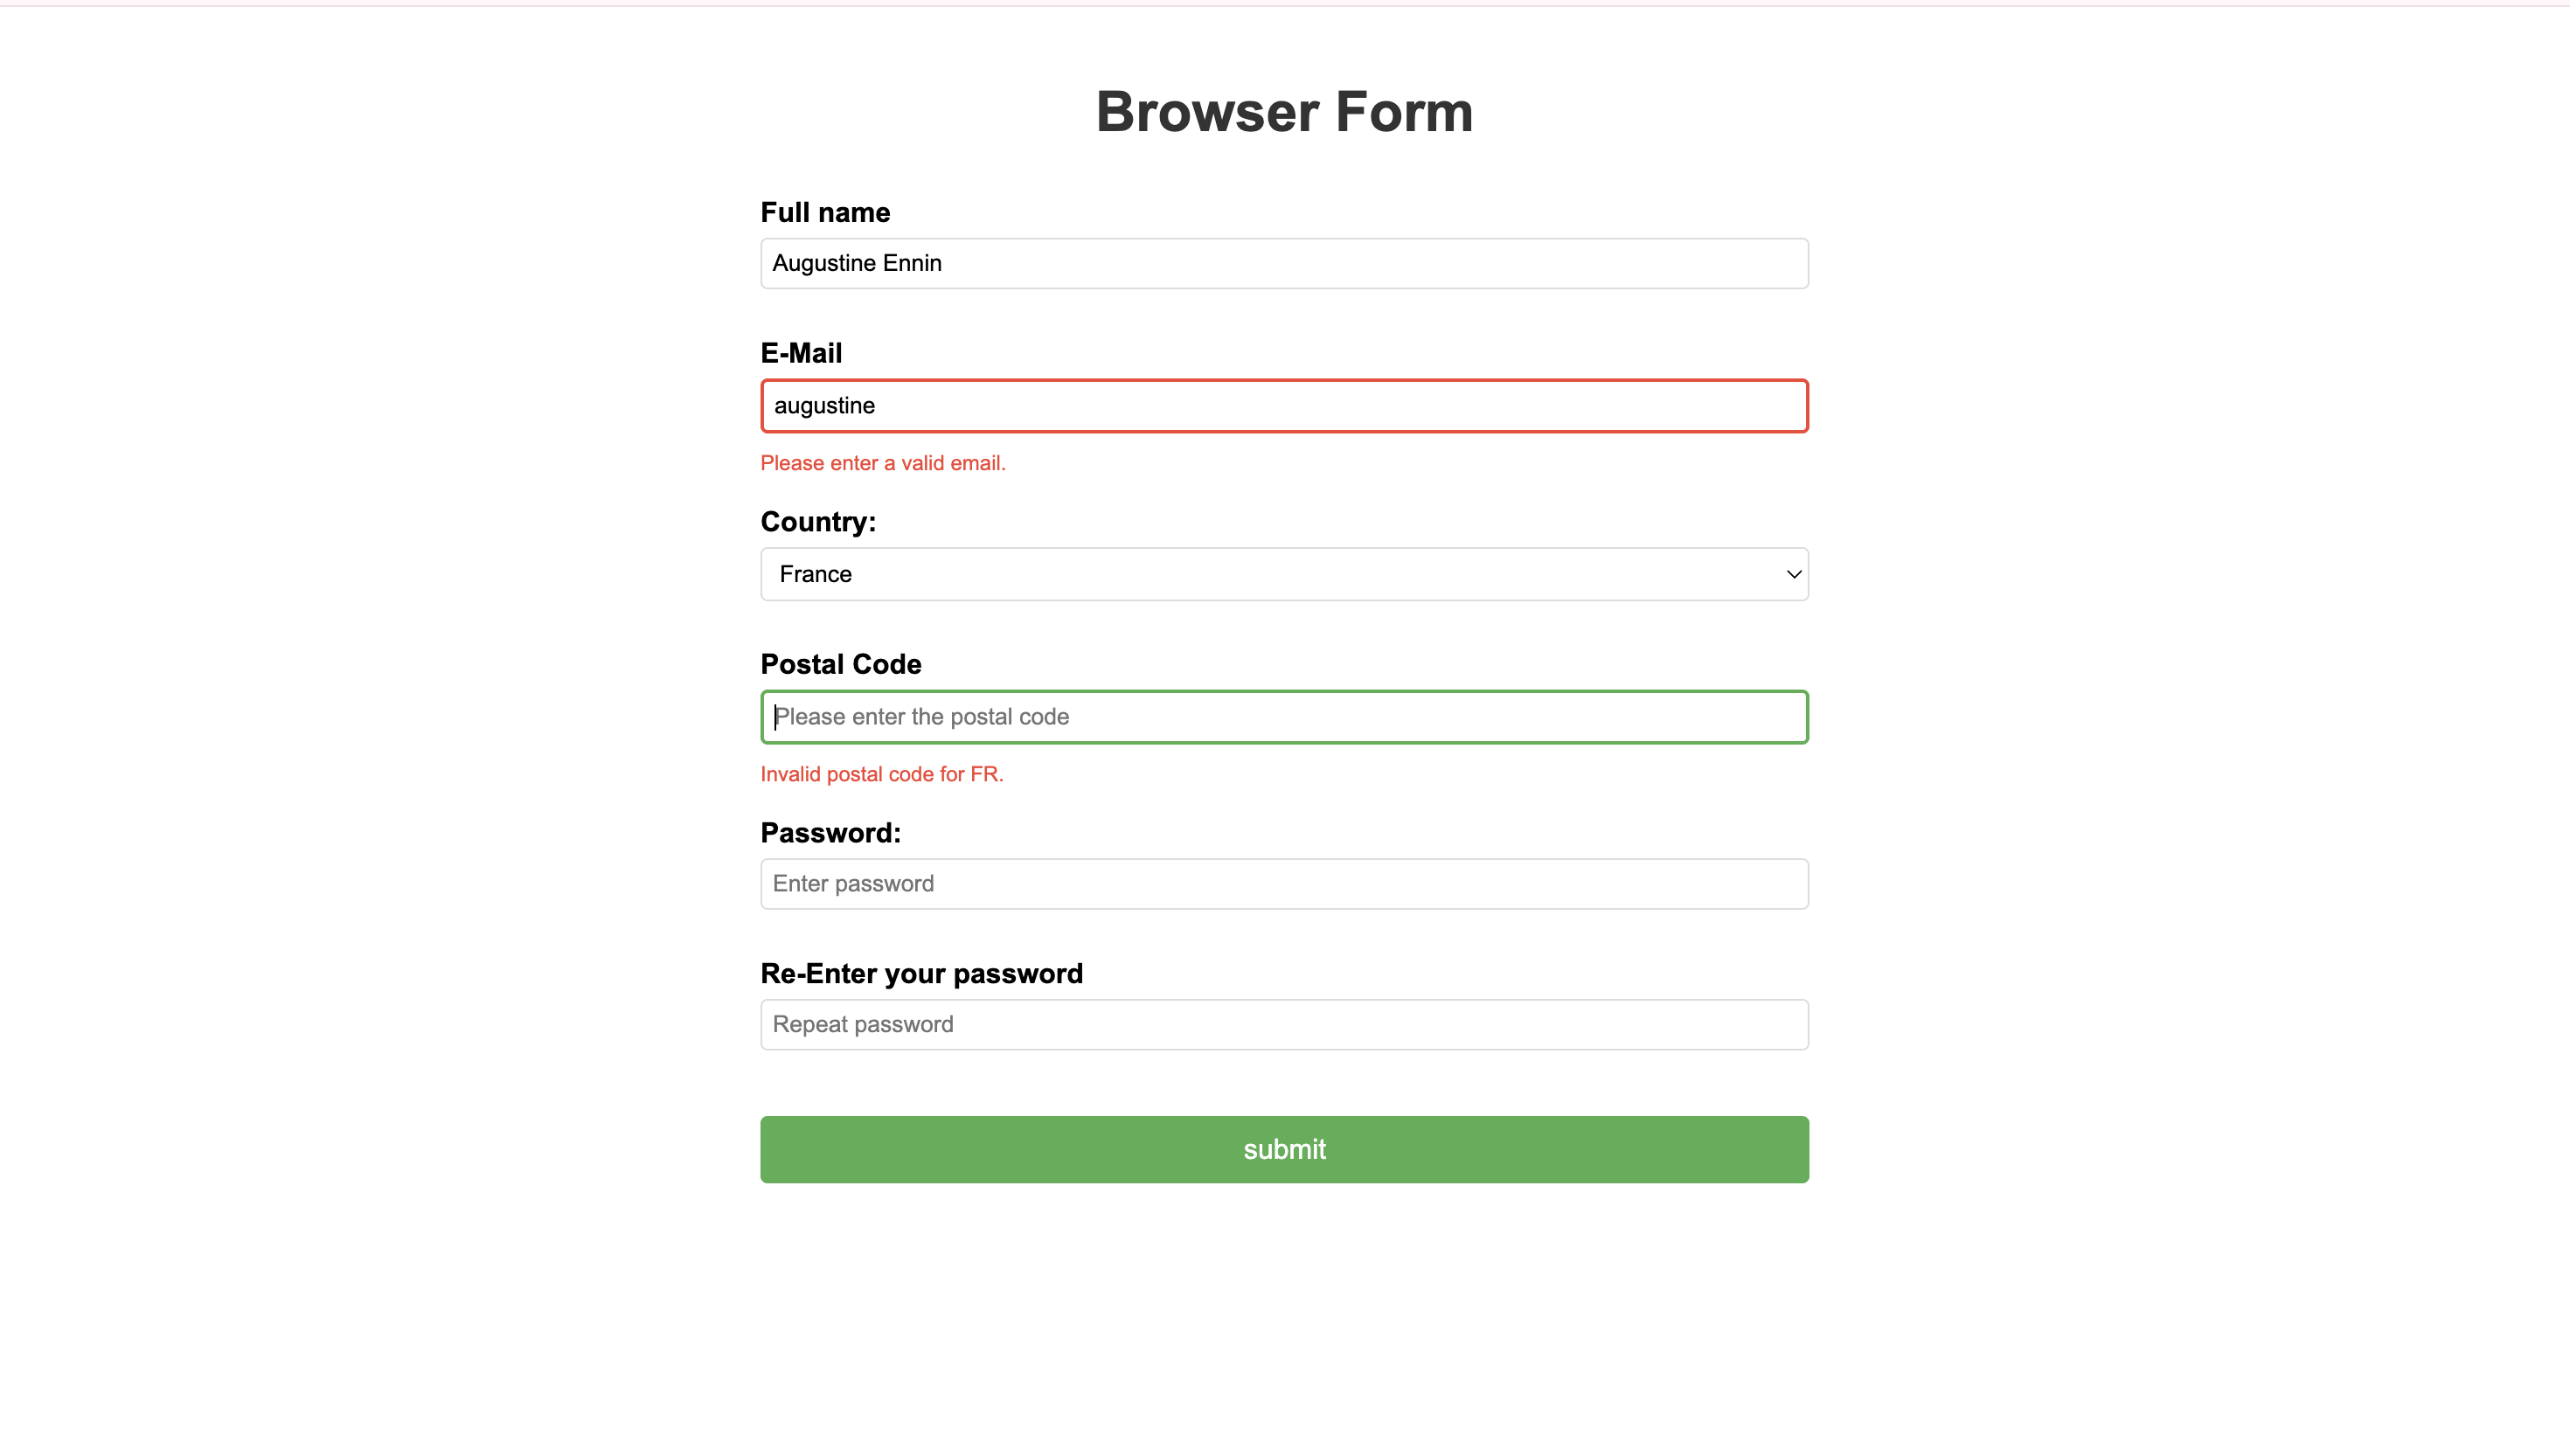 Browser Form
Full name
Augustine Ennin
E-Mail
augustine
Please enter a valid email.
Country:
France
Postal Code
Please enter the postal code
Invalid postal code for FR.
Password:
Enter password
Re-Enter your password
Repeat password
submit